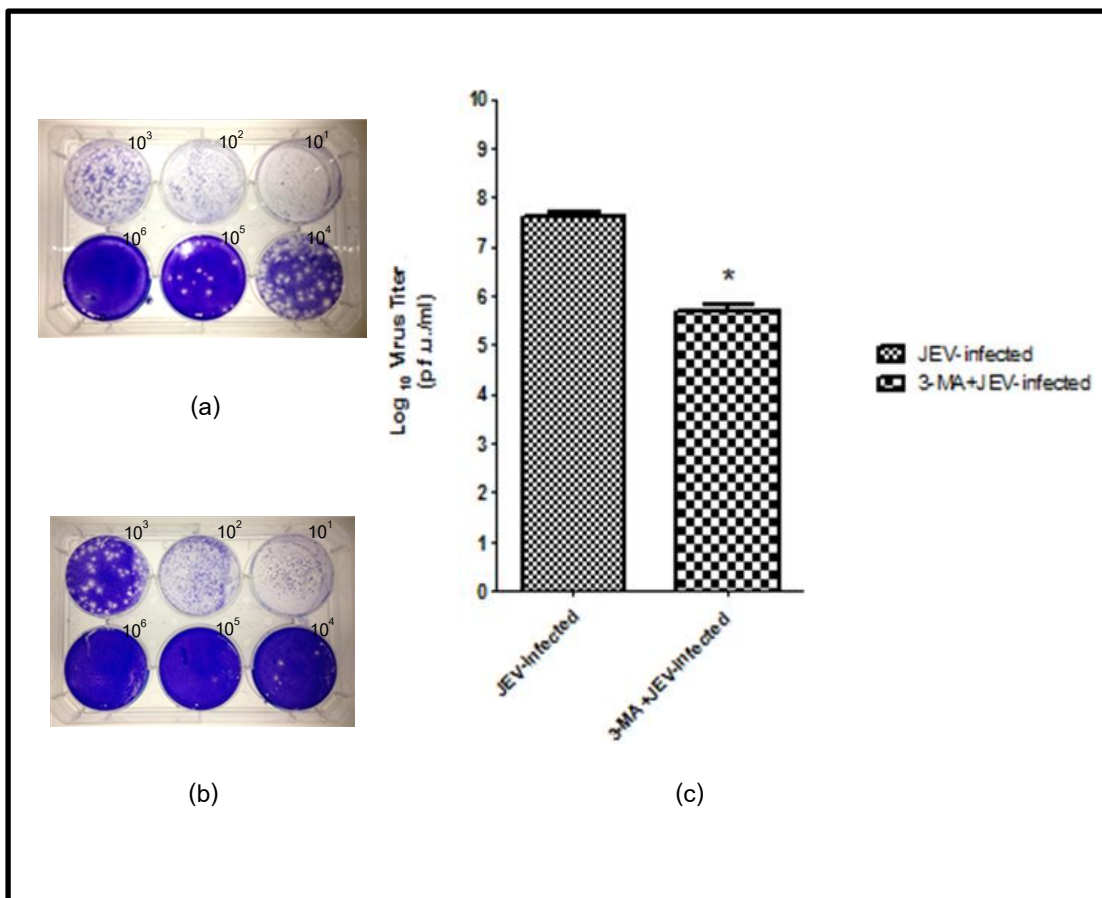 10³ 10² 10¹
10⁶ 10⁵ 10⁴
(a)
10³ 10² 10¹
10⁶ 10⁵ 10⁴
(b)
10
9
8
7
6
5
4
3
2
1
0
Log ₁₀ Virus Titer
(p f .u./ml)
*
JEV-infected
3-MA+JEV-infected
JEV-infected
3-MA+JEV-infected
(c)